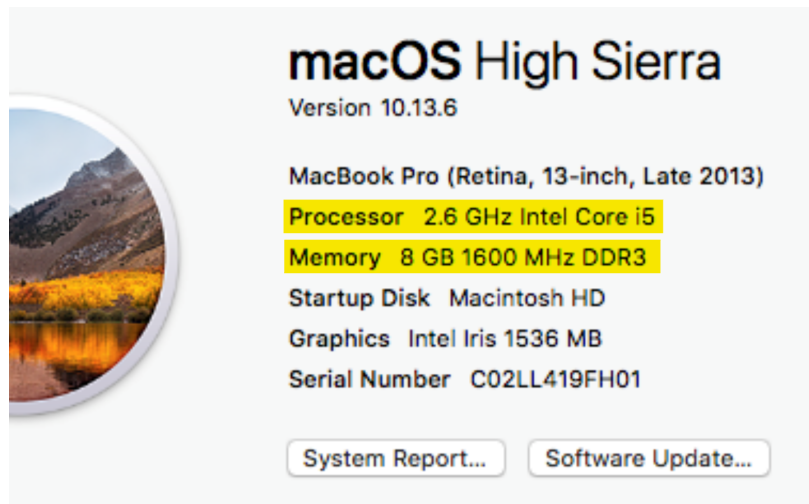 macOS High Sierra
Version 10.13.6
MacBook Pro (Retina, 13-inch, Late 2013)
Processor 2.6 GHz Intel Core i5
Memory 8 GB 1600 MHz DDR3
Startup Disk Macintosh HD
Graphics Intel Iris 1536 MB
Serial Number C02LL419FH01
System Report... Software Update...